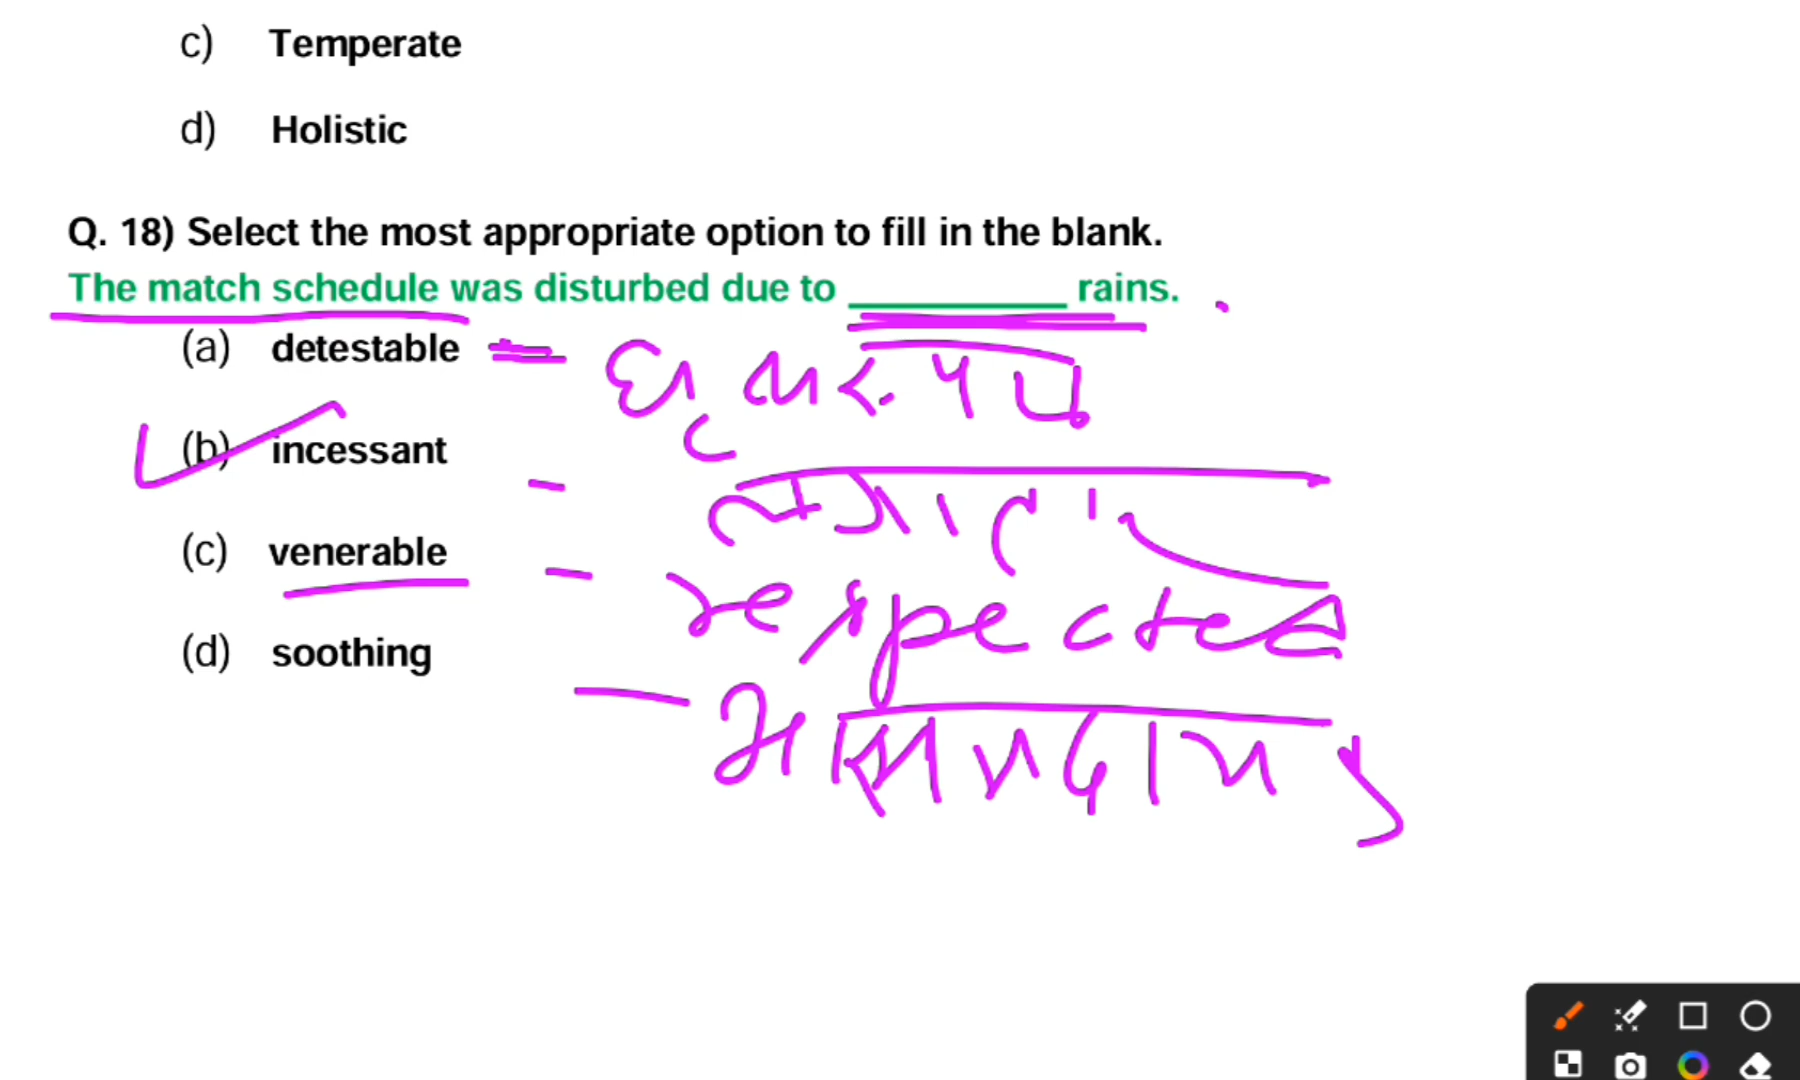 c) Temperate
d) Holistic
Q. 18) Select the most appropriate option to fill in the blank.
The match schedule was disturbed due to __________ rains.
(a) detestable =
(b) incessant -
(c) venerable - respected
(d) soothing -